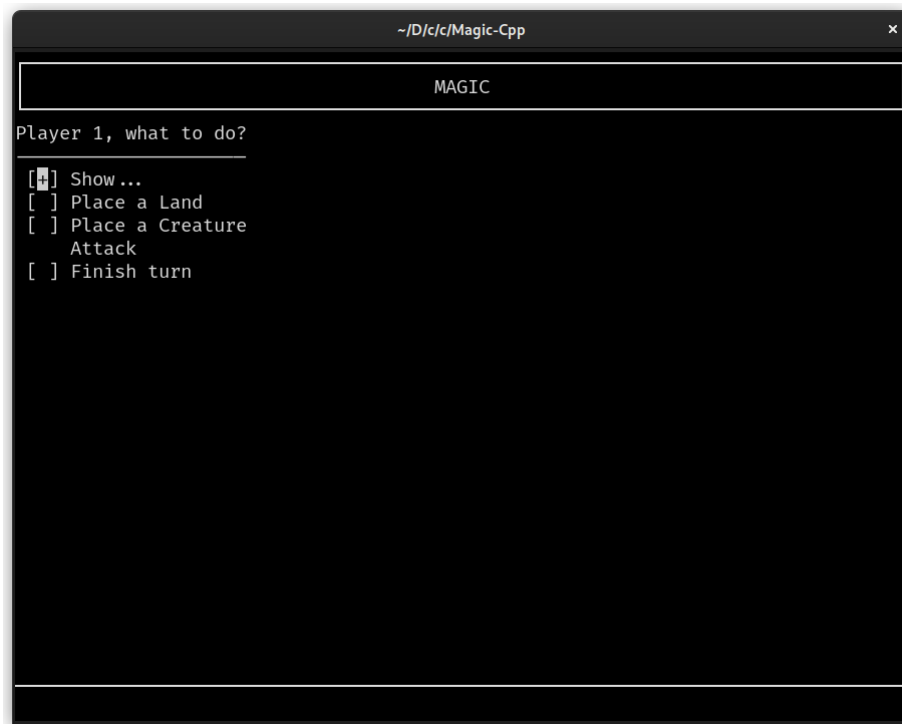 ~/D/c/c/Magic-Cpp ×
MAGIC
Player 1, what to do?
[+] Show...
[ ] Place a Land
[ ] Place a Creature
Attack
[ ] Finish turn